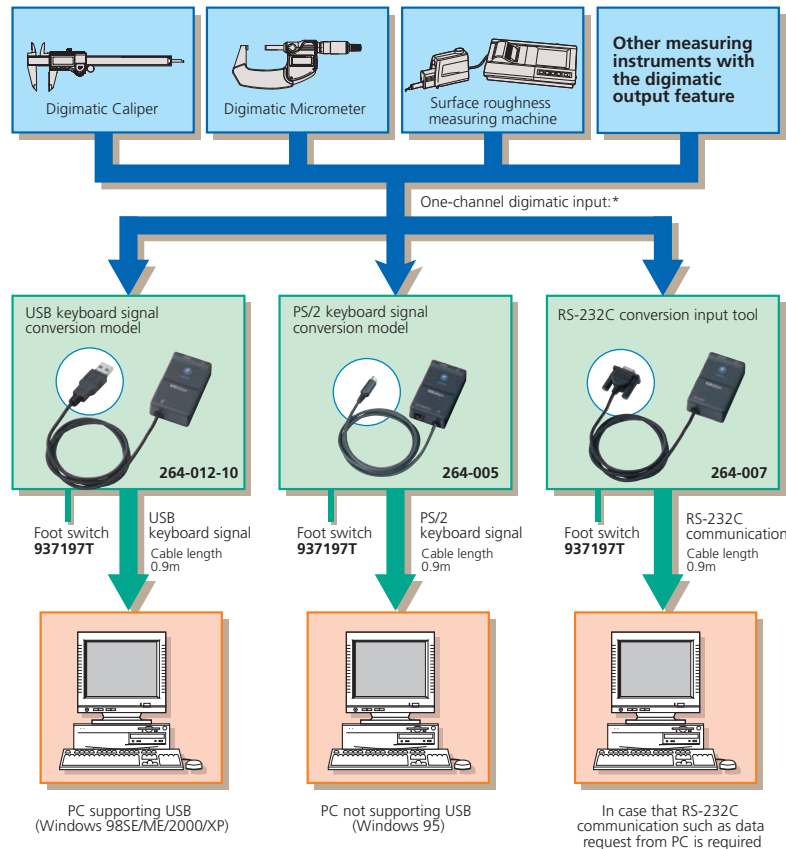 Digimatic Caliper
Digimatic Micrometer
Surface roughness
measuring machine
Other measuring
instruments with
the digimatic
output feature
One-channel digimatic input:*
USB keyboard signal
conversion model
264-012-10
PS/2 keyboard signal
conversion model
264-005
RS-232C conversion input tool
264-007
Foot switch
937197T
USB
keyboard signal
Cable length
0.9m
Foot switch
937197T
PS/2
keyboard signal
Cable length
0.9m
Foot switch
937197T
RS-232C
communication
Cable length
0.9m
PC supporting USB
(Windows 98SE/ME/2000/XP)
PC not supporting USB
(Windows 95)
In case that RS-232C
communication such as data
request from PC is required